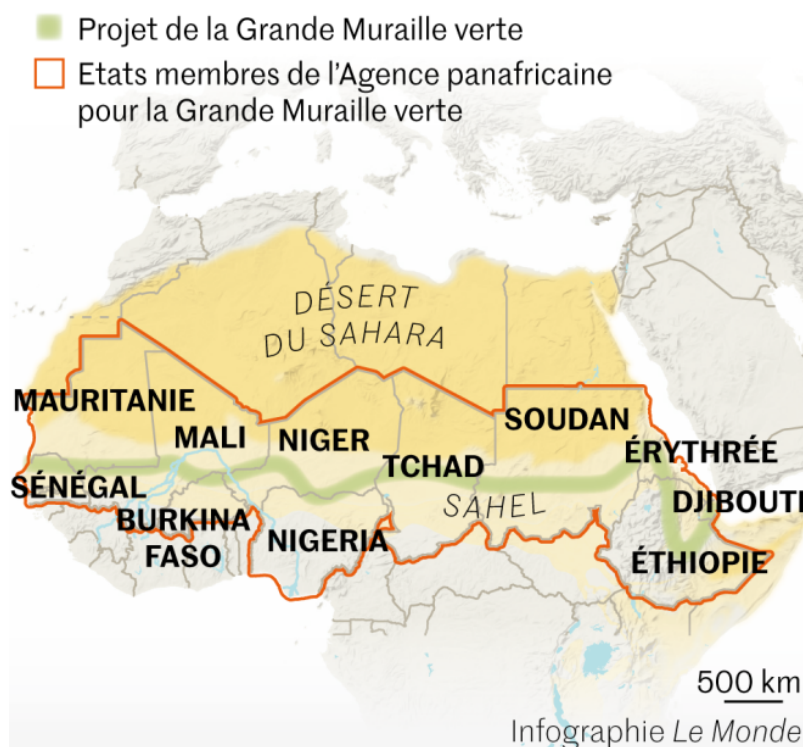 Projet de la Grande Muraille verte
Etats membres de l'Agence panafricaine
pour la Grande Muraille verte
DÉSERT
DU SAHARA
MAURITANIE
MALI
NIGER
TCHAD
SOUDAN
ÉRYTHRÉE
SÉNÉGAL
BURKINA
FASO
NIGERIA
SAHEL
DJIBOUTI
ÉTHIOPIE
500 km
Infographie Le Monde